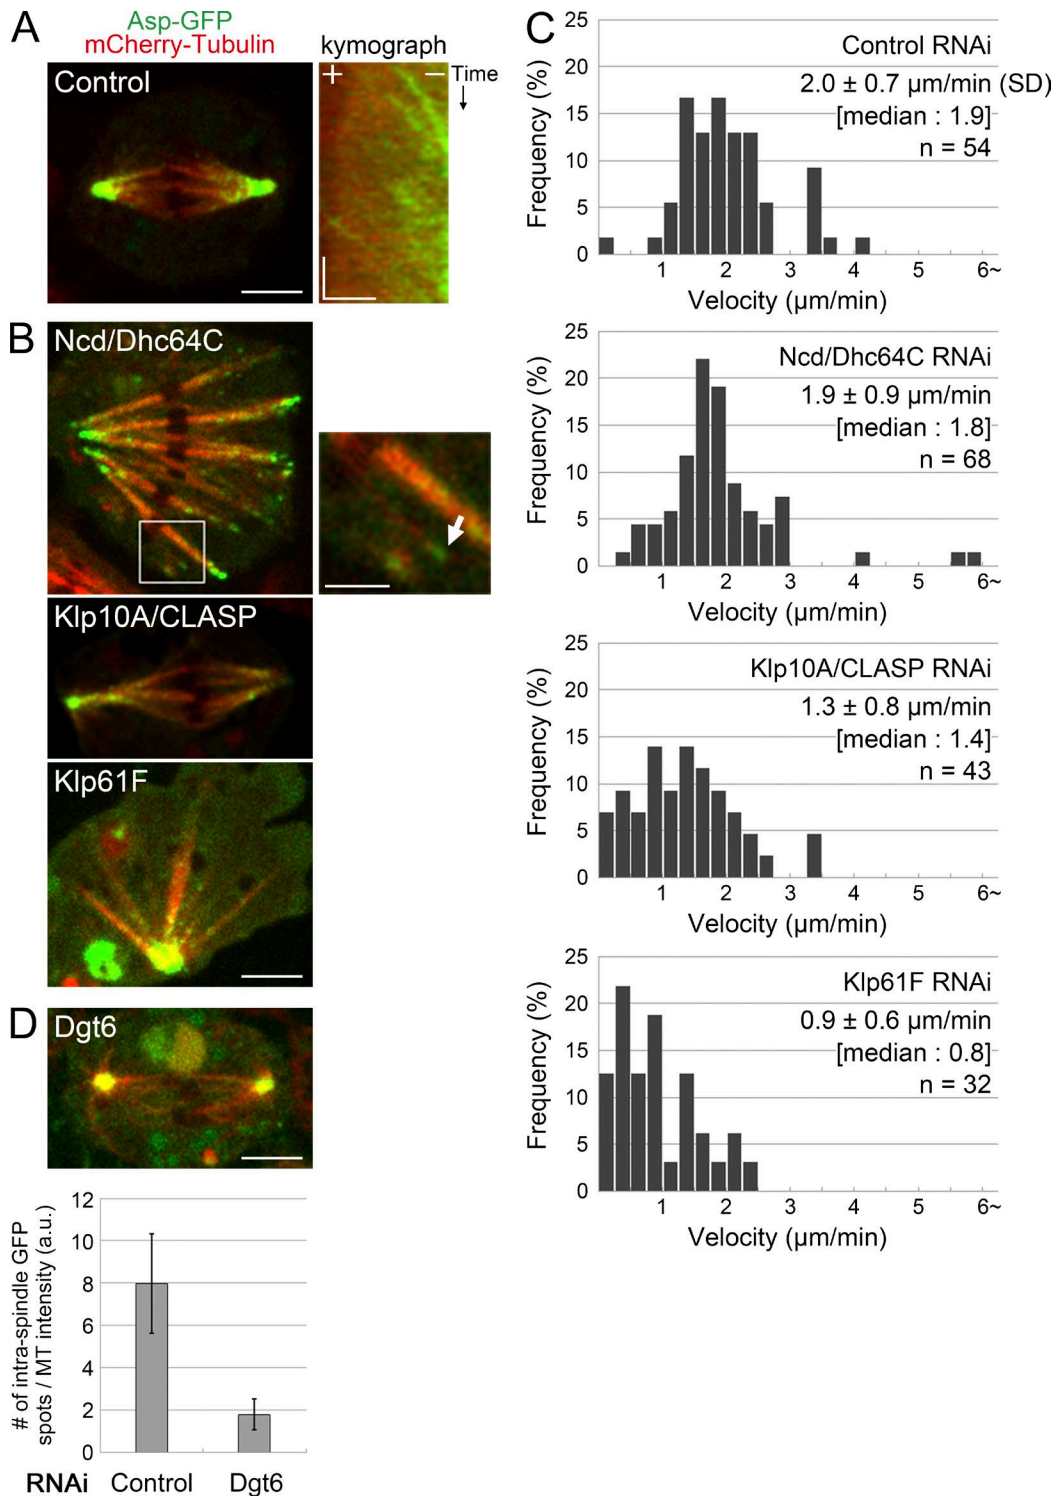 A
Asp-GFP
mCherry-Tubulin
kymograph
Control
+
−
Time
B
Ncd/Dhc64C
Klp10A/CLASP
Klp61F
C
25
20
15
10
5
0
Frequency (%)
Control RNAi
2.0 ± 0.7 µm/min (SD)
[median : 1.9]
n = 54
1 2 3 4 5 6~
Velocity (µm/min)
25
20
15
10
5
0
Frequency (%)
Ncd/Dhc64C RNAi
1.9 ± 0.9 µm/min
[median : 1.8]
n = 68
1 2 3 4 5 6~
Velocity (µm/min)
25
20
15
10
5
0
Frequency (%)
Klp10A/CLASP RNAi
1.3 ± 0.8 µm/min
[median : 1.4]
n = 43
1 2 3 4 5 6~
Velocity (µm/min)
25
20
15
10
5
0
Frequency (%)
Klp61F RNAi
0.9 ± 0.6 µm/min
[median : 0.8]
n = 32
1 2 3 4 5 6~
Velocity (µm/min)
D
Dgt6
# of intra-spindle GFP
spots / MT intensity (a.u.)
12
10
8
6
4
2
0
RNAi Control Dgt6